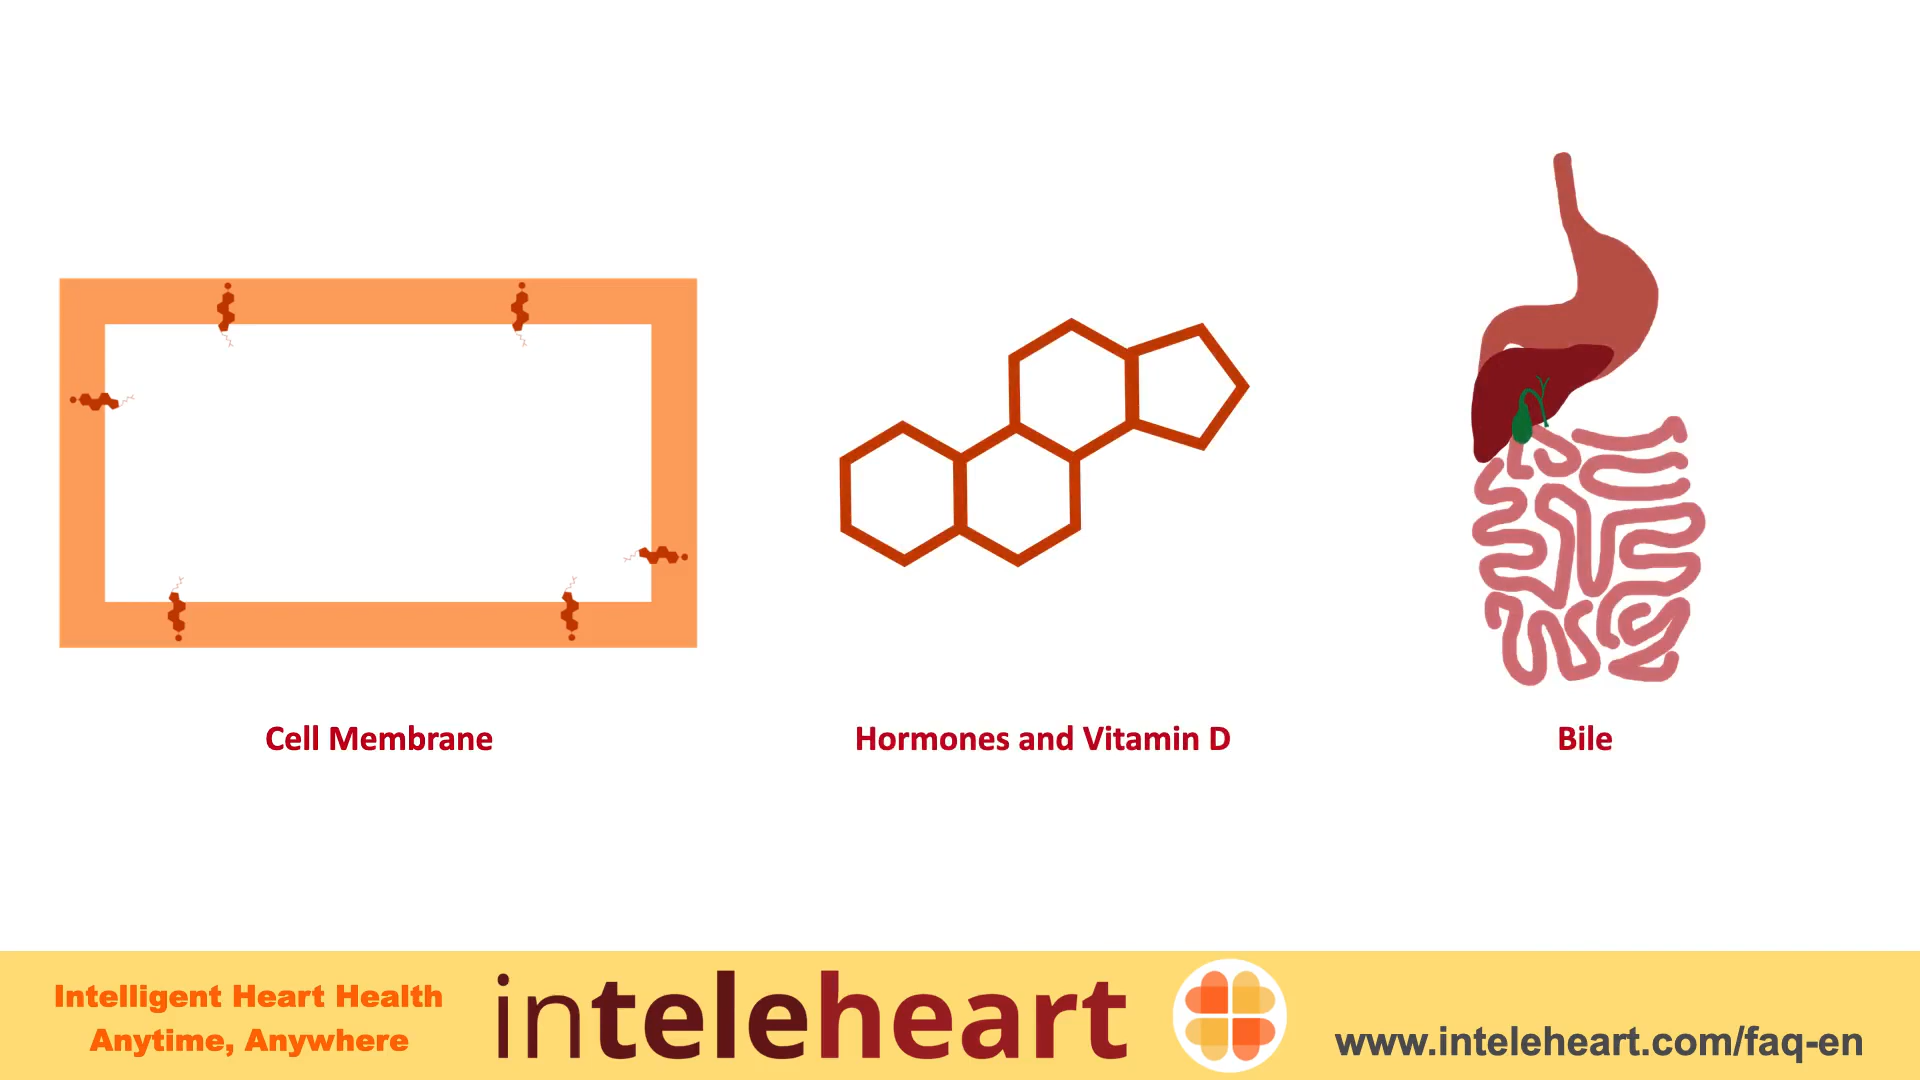 Cell Membrane
Hormones and Vitamin D
Bile
Intelligent Heart Health
Anytime, Anywhere
inteleheart
www.inteleheart.com/faq-en